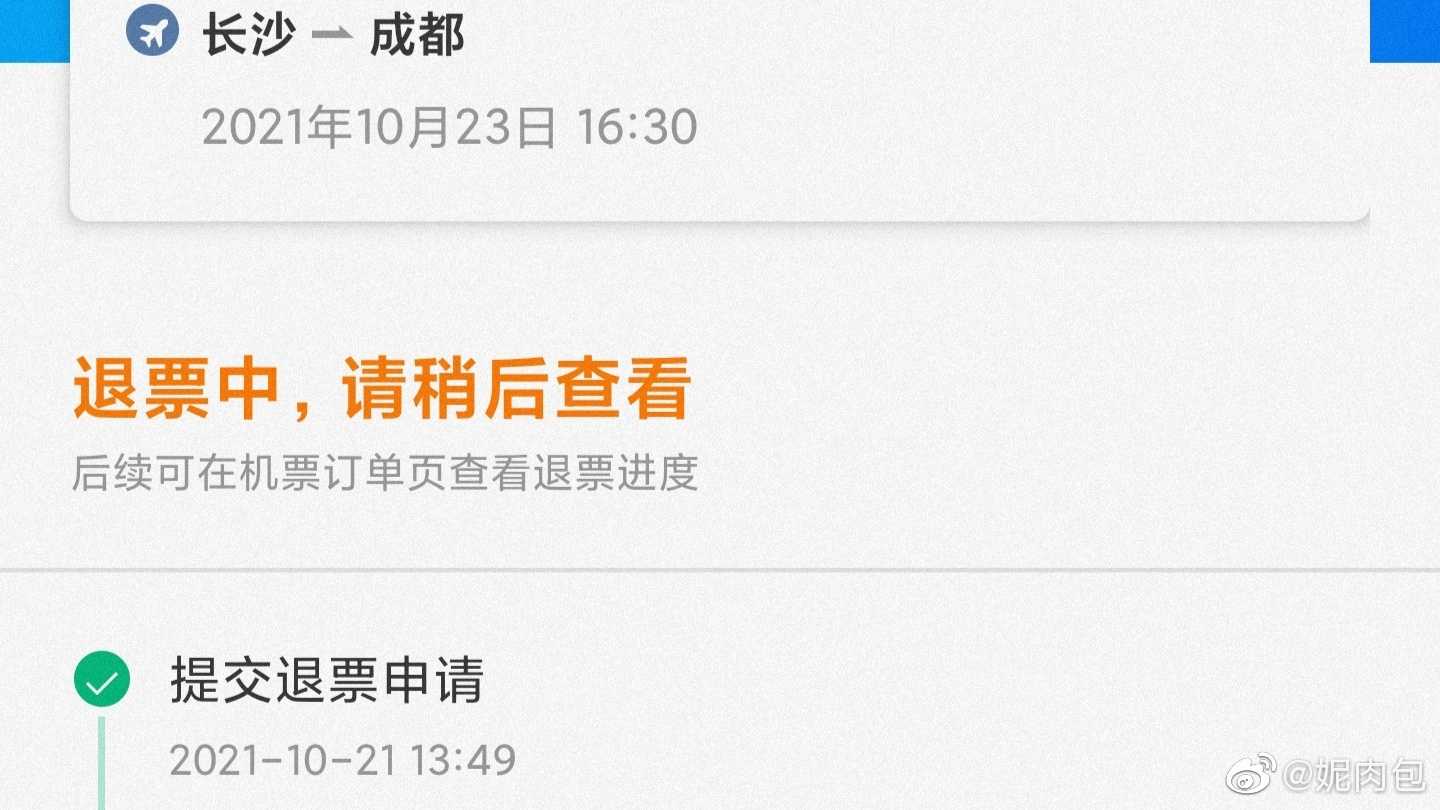 长沙 → 成都
2021年10月23日 16:30
退票中，请稍后查看
后续可在机票订单页查看退票进度
提交退票申请
2021-10-21 13:49
@妮肉包